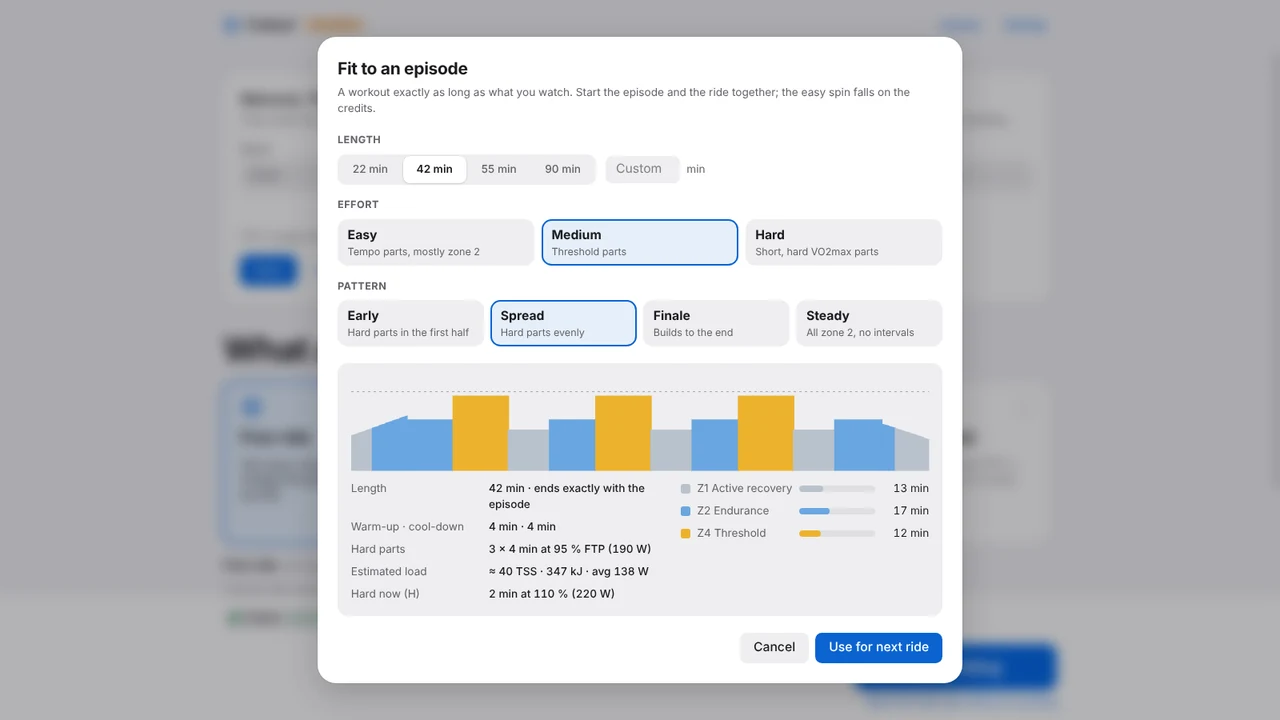 Fit to an episode
A workout exactly as long as what you watch. Start the episode and the ride together; the easy spin falls on the
credits.
LENGTH
22 min 42 min 55 min 90 min Custom min
EFFORT
Easy Medium Hard
Tempo parts, mostly zone 2 Threshold parts Short, hard VO2max parts
PATTERN
Early Spread Finale Steady
Hard parts in the first half Hard parts evenly Builds to the end All zone 2, no intervals
Length 42 min · ends exactly with the
episode
Warm-up · cool-down 4 min · 4 min
Hard parts 3 × 4 min at 95 % FTP (190 W)
Estimated load ≈ 40 TSS · 347 kJ · avg 138 W
Hard now (H) 2 min at 110 % (220 W)
Z1 Active recovery 13 min
Z2 Endurance 17 min
Z4 Threshold 12 min
Cancel Use for next ride